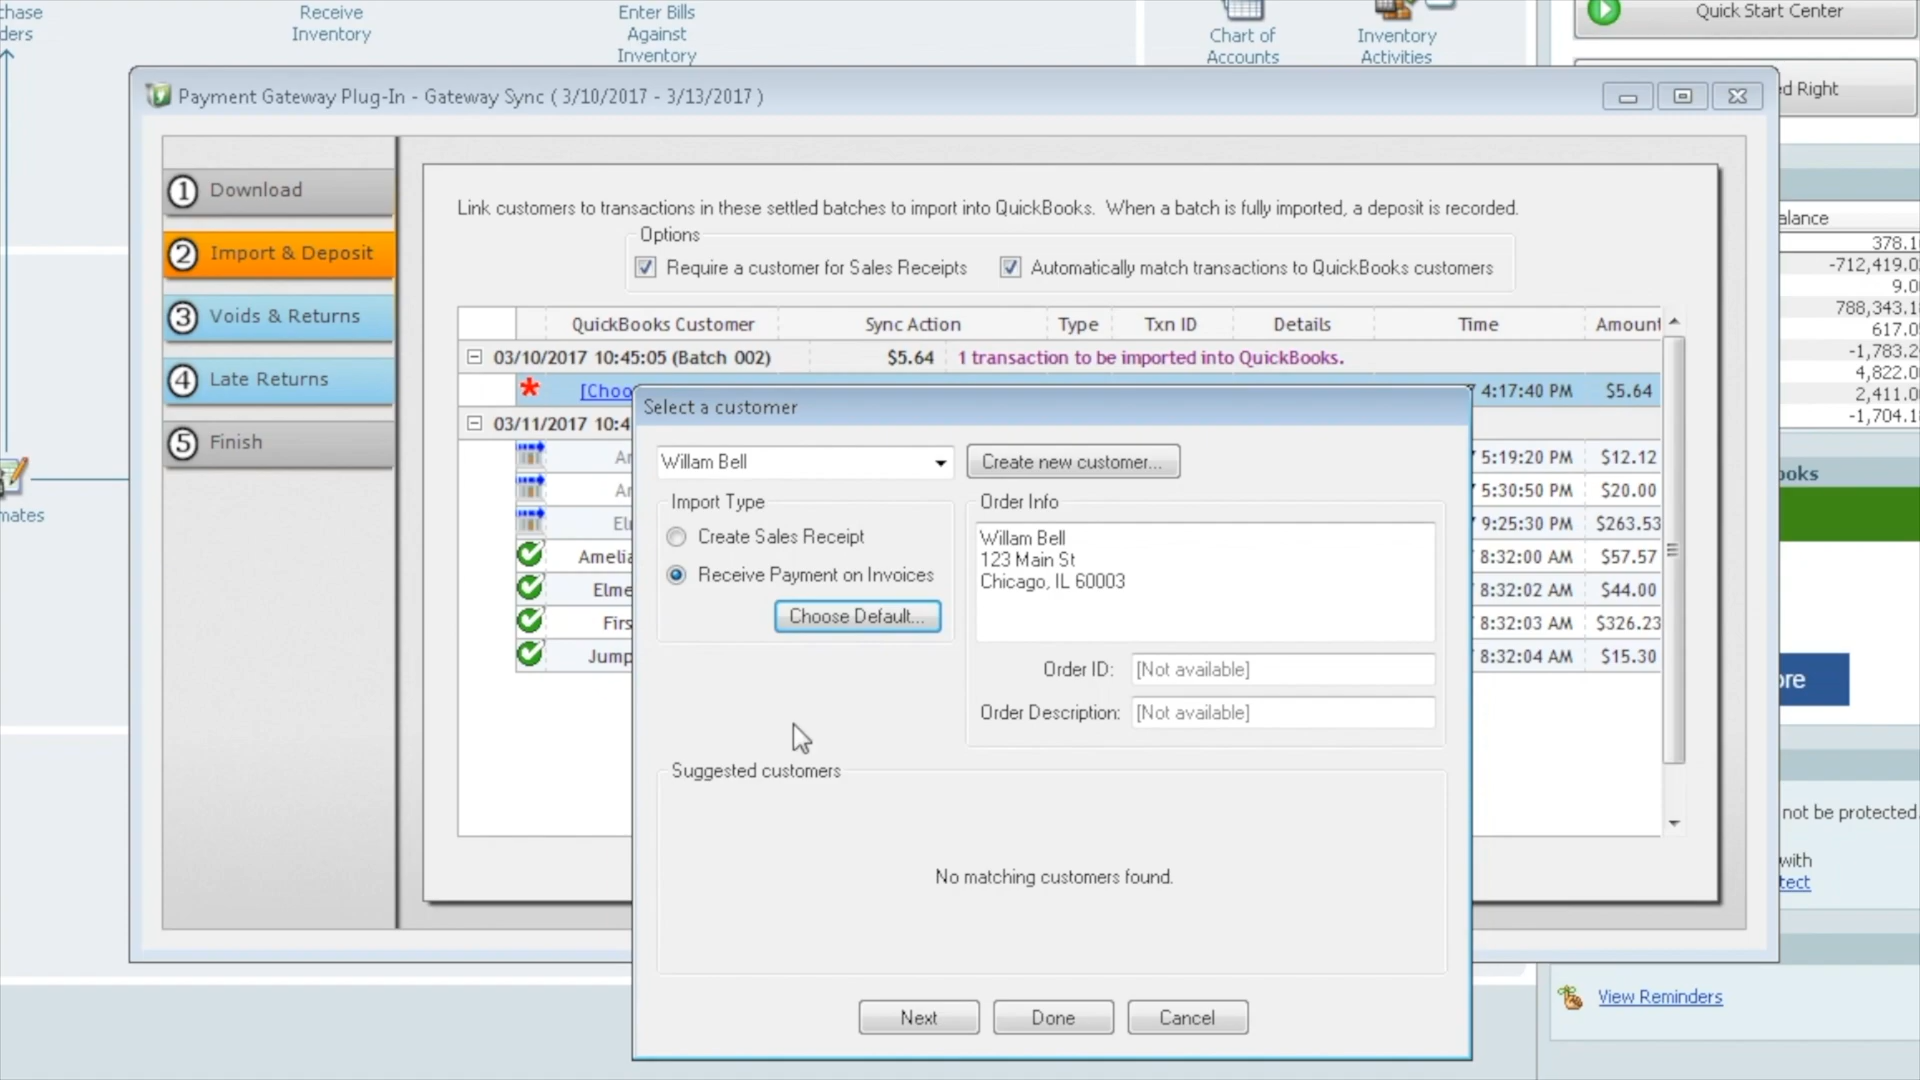 Receive
Inventory
Enter Bills
Against
Inventory
Chart of
Accounts
Inventory
Activities
Quick Start Center
Payment Gateway Plug-In - Gateway Sync ( 3/10/2017 - 3/13/2017 )
1 Download
2 Import & Deposit
3 Voids & Returns
4 Late Returns
5 Finish
Link customers to transactions in these settled batches to import into QuickBooks. When a batch is fully imported, a deposit is recorded.
Options
Require a customer for Sales Receipts
Automatically match transactions to QuickBooks customers
QuickBooks Customer Sync Action Type Txn ID Details Time Amount
03/10/2017 10:45:05 (Batch 002) $5.64 1 transaction to be imported into QuickBooks.
[Choo 4:17:40 PM $5.64
03/11/2017 10:4
Ar 5:19:20 PM $12.12
Ar 5:30:50 PM $20.00
El 9:25:30 PM $263.53
Amelia 8:32:00 AM $57.57
Elme 8:32:02 AM $44.00
Firs 8:32:03 AM $326.23
Jump 8:32:04 AM $15.30
Select a customer
Willam Bell
Create new customer...
Import Type
Create Sales Receipt
Receive Payment on Invoices
Choose Default...
Order Info
Willam Bell
123 Main St
Chicago, IL 60003
Order ID: [Not available]
Order Description: [Not available]
Suggested customers
No matching customers found.
Next
Done
Cancel
chase
ders
mates
d Right
alance
378.1
-712,419.0
9.0
788,343.1
617.0
-1,783.2
4,822.0
2,411.0
-1,704.1
ooks
ore
not be protected.
with
tect
View Reminders